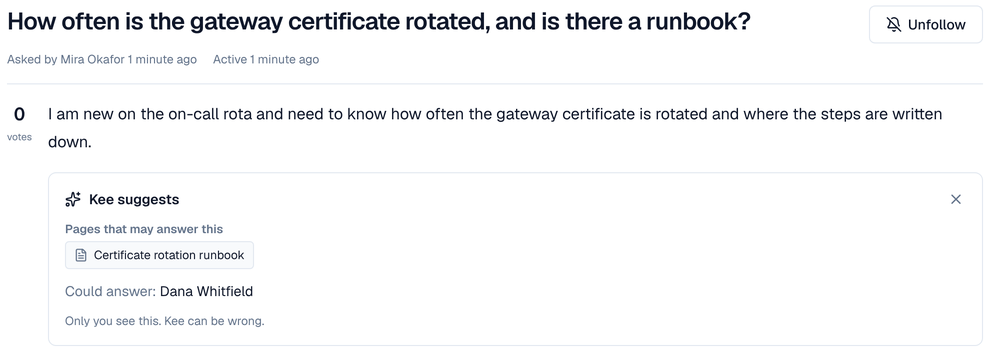 How often is the gateway certificate rotated, and is there a runbook?
Unfollow
Asked by Mira Okafor 1 minute ago Active 1 minute ago
0
votes
I am new on the on-call rota and need to know how often the gateway certificate is rotated and where the steps are written
down.
Kee suggests
Pages that may answer this
Certificate rotation runbook
Could answer: Dana Whitfield
Only you see this. Kee can be wrong.